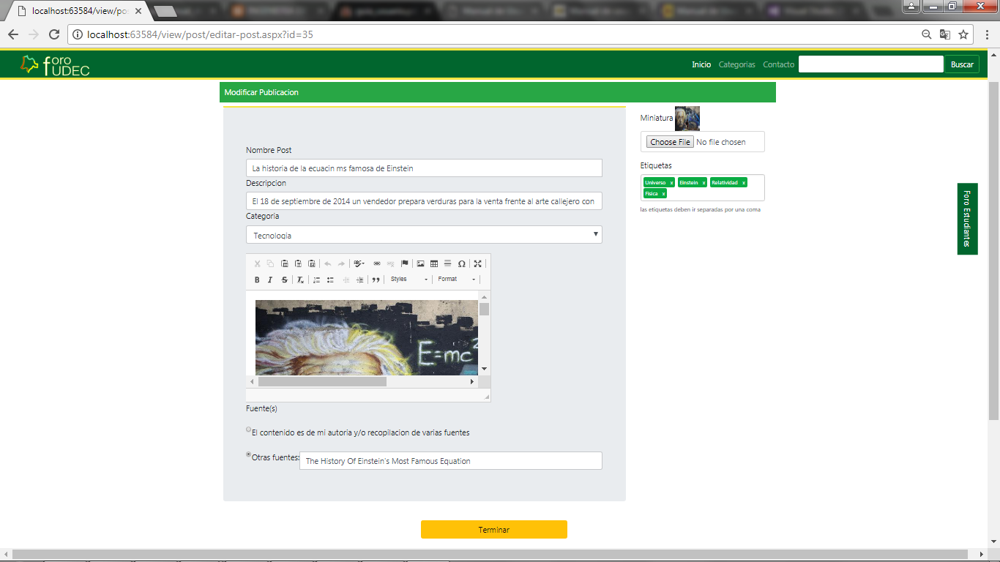 localhost:63584/view/pos
localhost:63584/view/post/editar-post.aspx?id=35
foro UDEC
Inicio Categorias Contacto Buscar
Modificar Publicacion
Miniatura
Choose File No file chosen
Nombre Post
La historia de la ecuacin ms famosa de Einstein
Etiquetas
Universo x Einstein x Relatividad x
Fisica x
las etiquetas deben ir separadas por una coma
Descripcion
El 18 de septiembre de 2014 un vendedor prepara verduras para la venta frente al arte callejero con
Categoria
Tecnologia
Foro Estudiantes
ABC
B I S Tx Styles Format
E=mc²
Fuente(s)
El contenido es de mi autoria y/o recopilacion de varias fuentes
Otras fuentes: The History Of Einstein's Most Famous Equation
Terminar